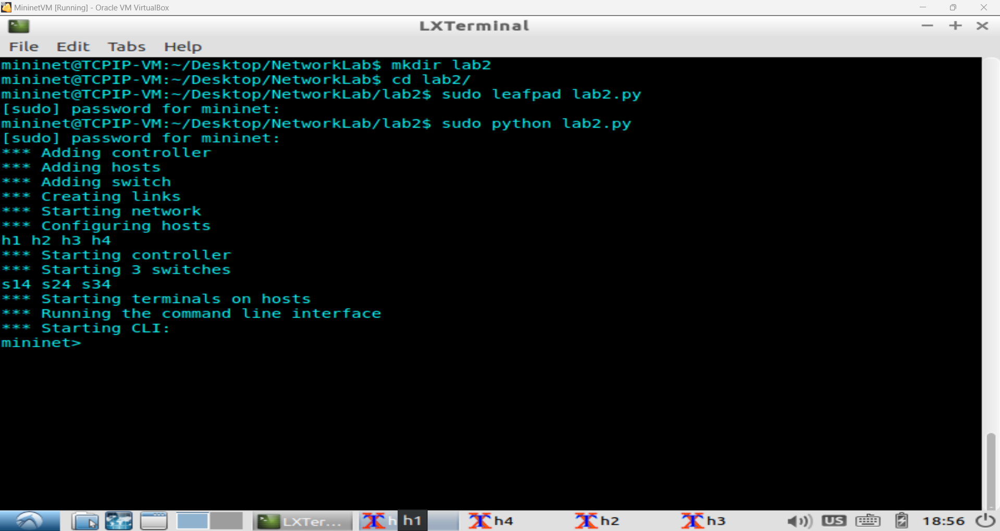 MininetVM [Running] - Oracle VM VirtualBox
LXTerminal
File Edit Tabs Help
mininet@TCPIP-VM:~/Desktop/NetworkLab$ mkdir lab2
mininet@TCPIP-VM:~/Desktop/NetworkLab$ cd lab2/
mininet@TCPIP-VM:~/Desktop/NetworkLab/lab2$ sudo leafpad lab2.py
[sudo] password for mininet:
mininet@TCPIP-VM:~/Desktop/NetworkLab/lab2$ sudo python lab2.py
[sudo] password for mininet:
*** Adding controller
*** Adding hosts
*** Adding switch
*** Creating links
*** Starting network
*** Configuring hosts
h1 h2 h3 h4
*** Starting controller
*** Starting 3 switches
s14 s24 s34
*** Starting terminals on hosts
*** Running the command line interface
*** Starting CLI:
mininet>
LXTer... h h1 h4 h2 h3 US 18:56